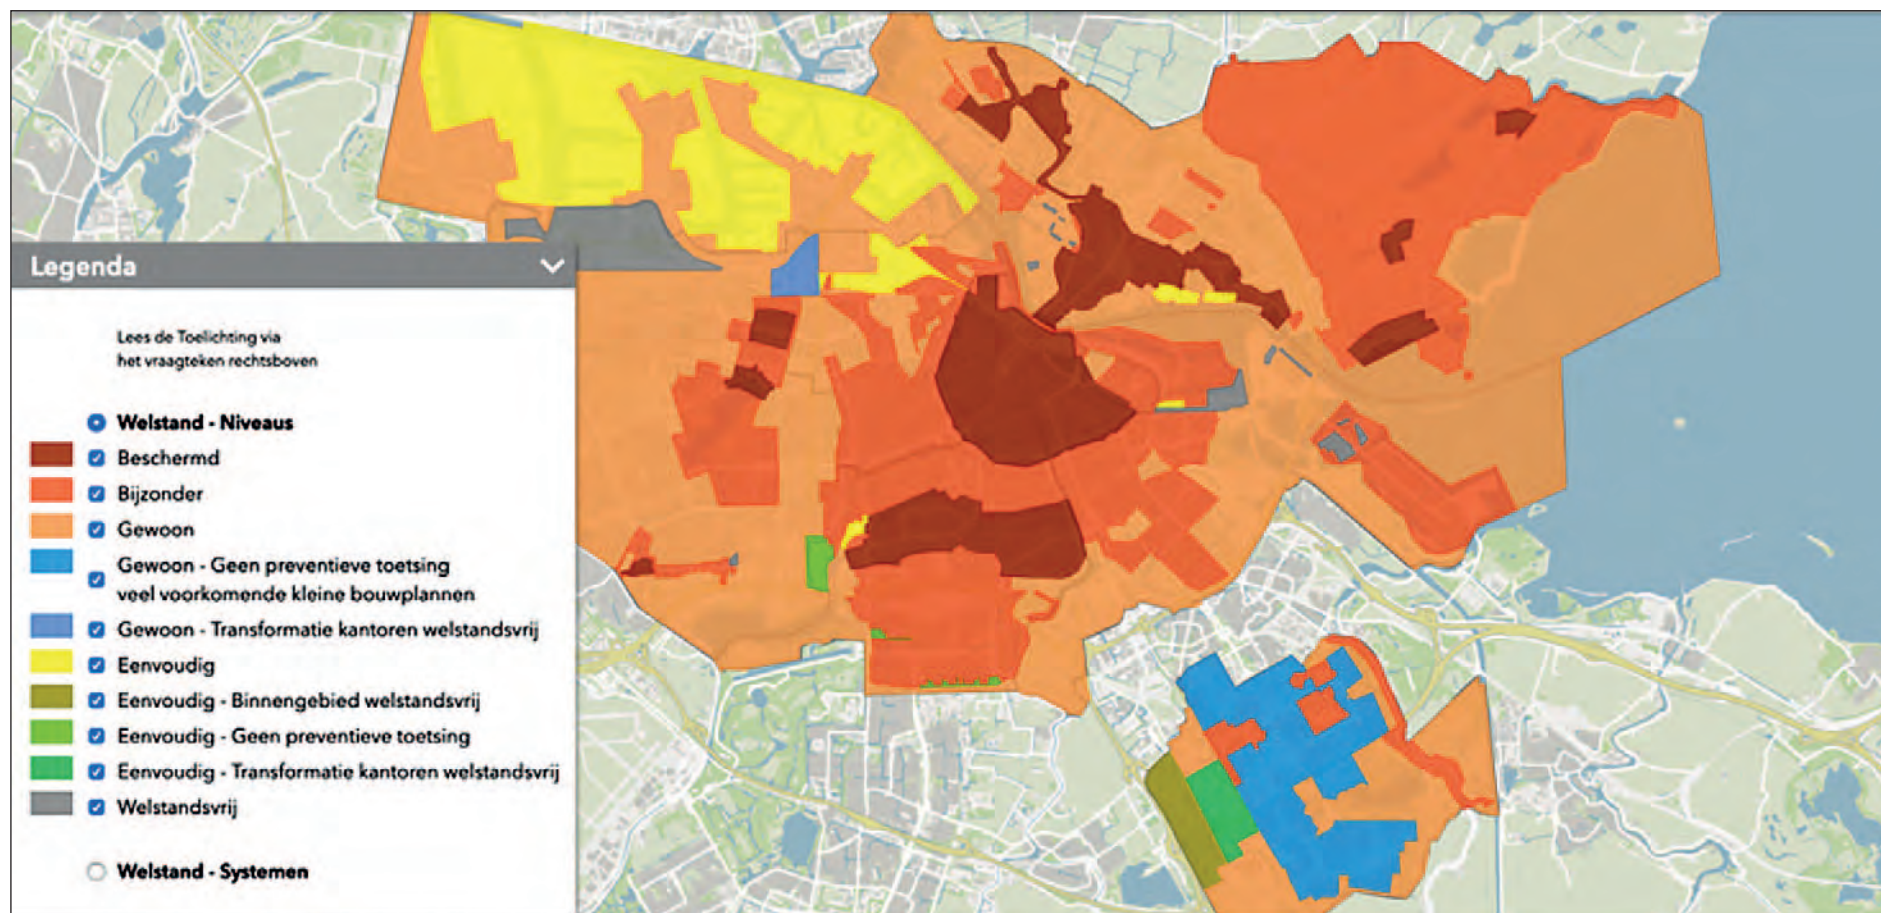 Legenda
Lees de Toelichting via
het vraagteken rechtsboven
Welstand - Niveaus
Beschermd
Bijzonder
Gewoon
Gewoon - Geen preventieve toetsing
veel voorkomende kleine bouwplannen
Gewoon - Transformatie kantoren welstandsvrij
Eenvoudig
Eenvoudig - Binnengebied welstandsvrij
Eenvoudig - Geen preventieve toetsing
Eenvoudig - Transformatie kantoren welstandsvrij
Welstandsvrij
Welstand - Systemen